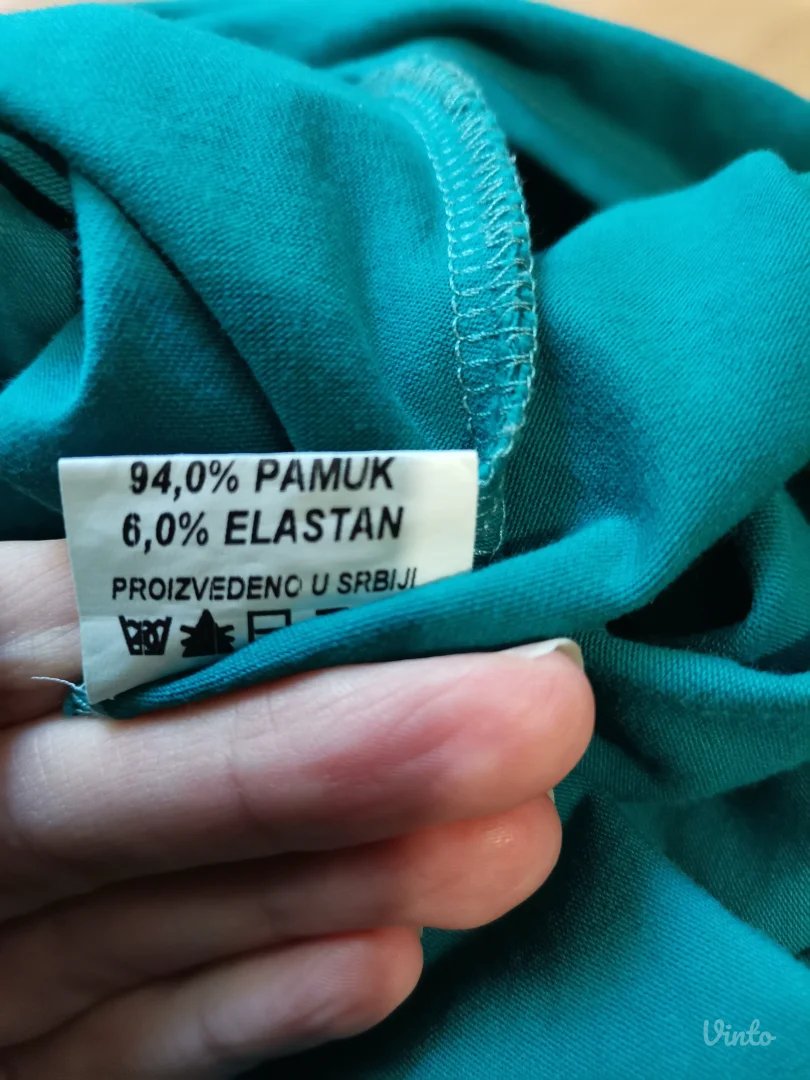 94,0% PAMUK
6,0% ELASTAN
PROIZVEDENO U SRBIJI
Vinto